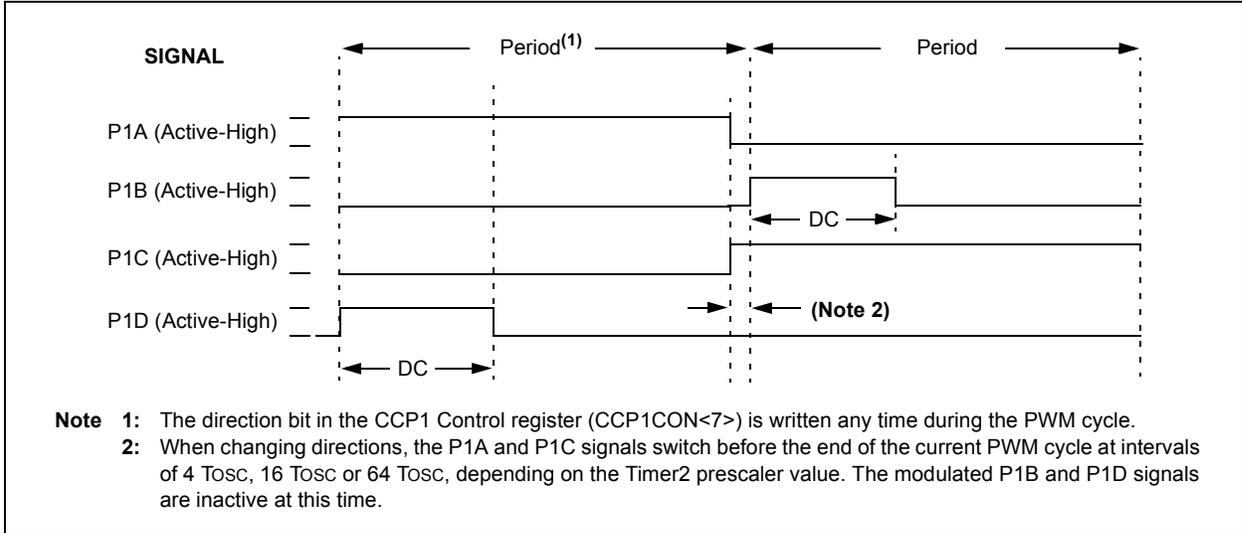 SIGNAL
Period(1)
Period
P1A (Active-High)
P1B (Active-High)
DC
P1C (Active-High)
P1D (Active-High)
(Note 2)
DC
Note 1: The direction bit in the CCP1 Control register (CCP1CON<7>) is written any time during the PWM cycle.
2: When changing directions, the P1A and P1C signals switch before the end of the current PWM cycle at intervals
of 4 TOSC, 16 TOSC or 64 TOSC, depending on the Timer2 prescaler value. The modulated P1B and P1D signals
are inactive at this time.